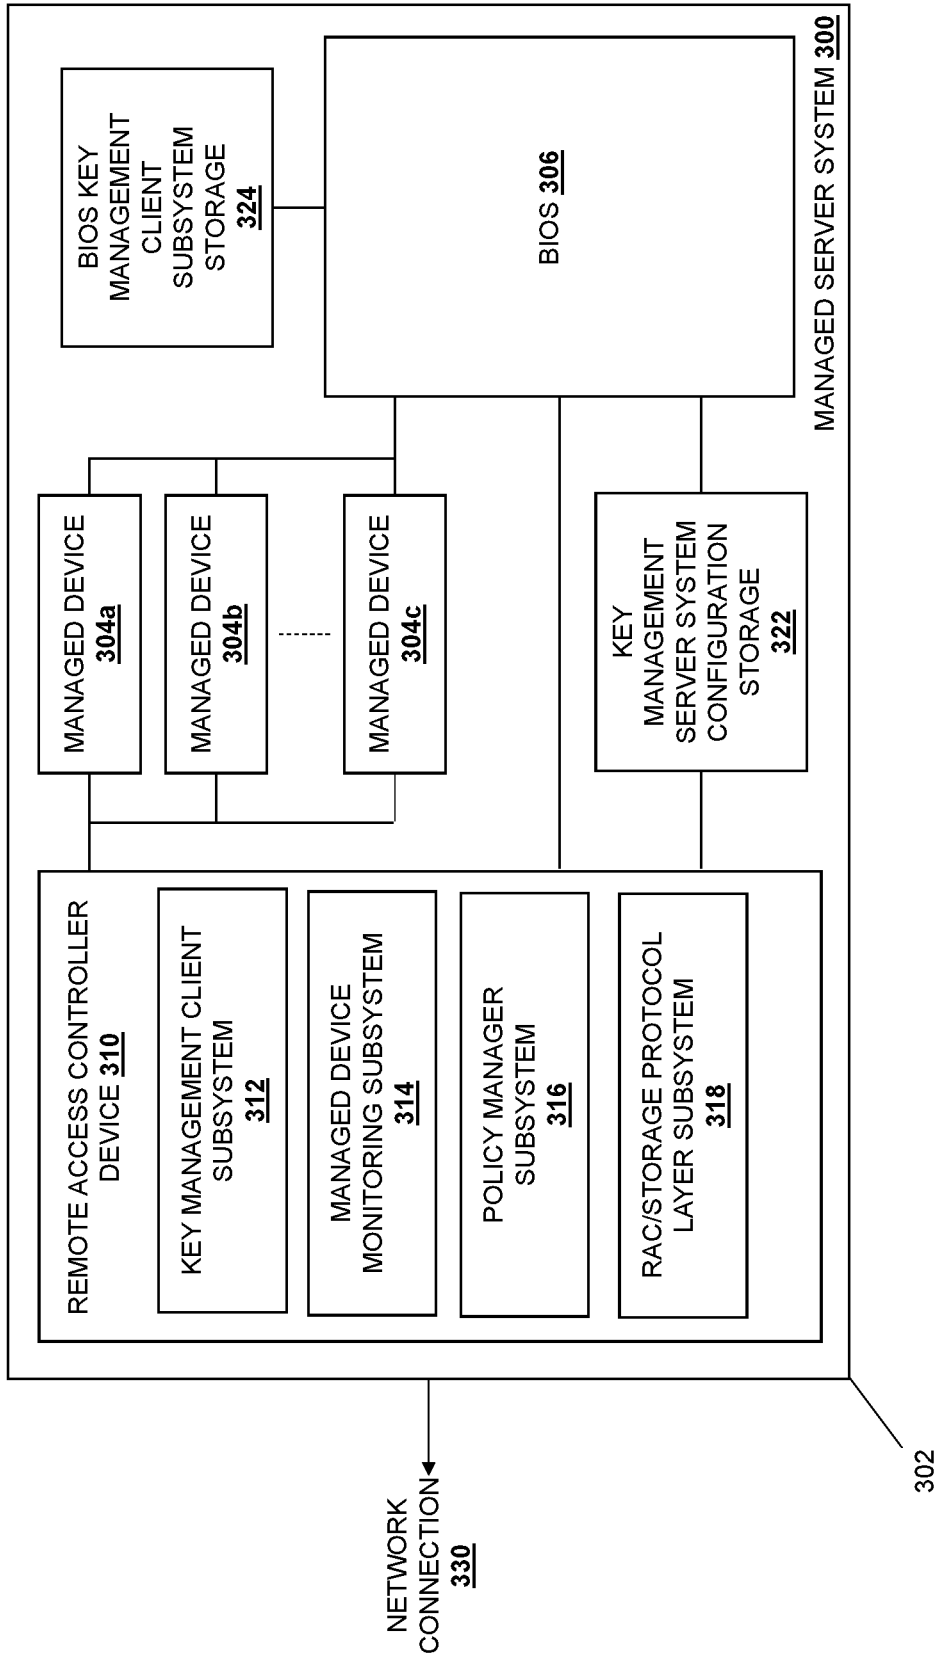 REMOTE ACCESS CONTROLLER
DEVICE 310
KEY MANAGEMENT CLIENT
SUBSYSTEM
312
MANAGED DEVICE
MONITORING SUBSYSTEM
314
POLICY MANAGER
SUBSYSTEM
316
RAC/STORAGE PROTOCOL
LAYER SUBSYSTEM
318
MANAGED DEVICE
304a
MANAGED DEVICE
304b
MANAGED DEVICE
304c
KEY
MANAGEMENT
SERVER SYSTEM
CONFIGURATION
STORAGE
322
BIOS KEY
MANAGEMENT
CLIENT
SUBSYSTEM
STORAGE
324
BIOS 306
MANAGED SERVER SYSTEM 300
NETWORK
CONNECTION
330
302